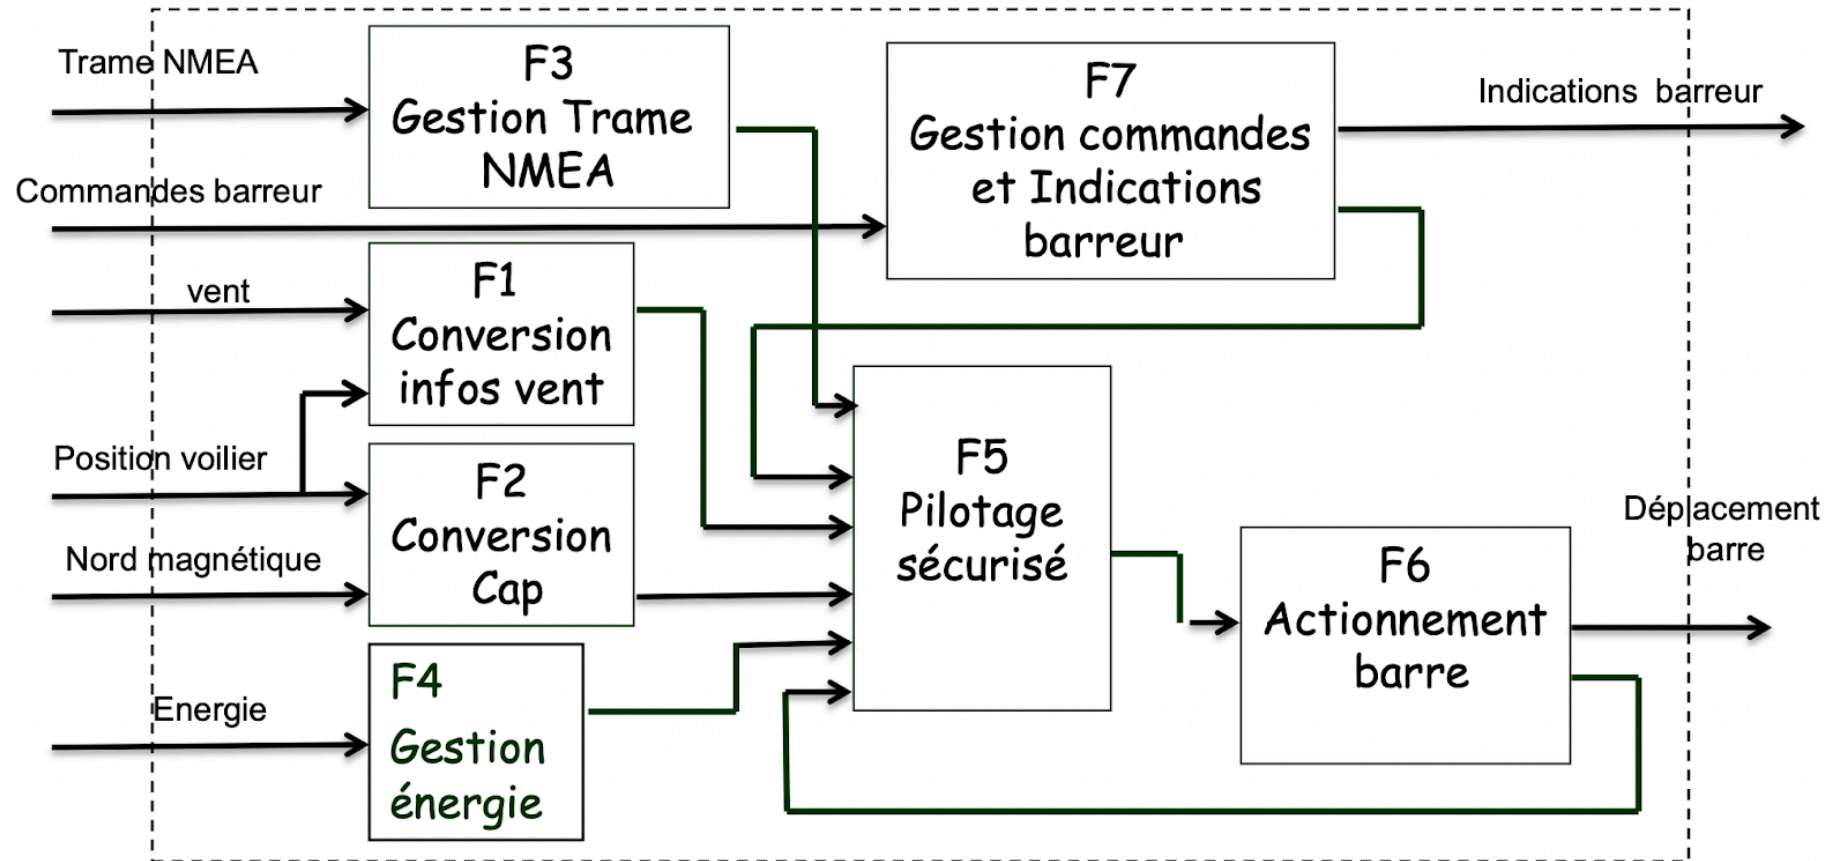 Trame NMEA
F3
Gestion Trame
NMEA
F7
Gestion commandes
et Indications
barreur
Indications barreur
Commandes barreur
vent
F1
Conversion
infos vent
Position voilier
F2
Conversion
Cap
Nord magnétique
F5
Pilotage
sécurisé
Déplacement
barre
F6
Actionnement
barre
Energie
F4
Gestion
énergie